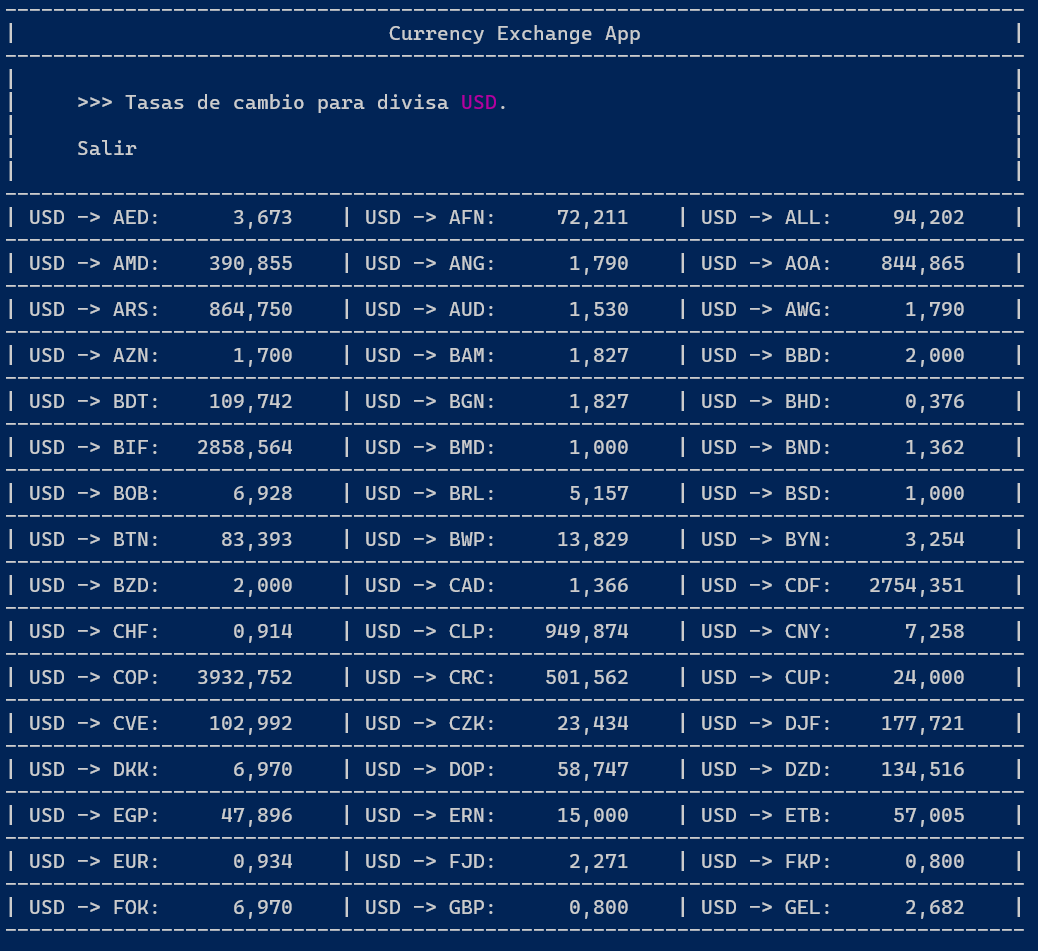 Currency Exchange App
>>> Tasas de cambio para divisa USD.
Salir
| USD -> AED: 3,673 | USD -> AFN: 72,211 | USD -> ALL: 94,202 |
| USD -> AMD: 390,855 | USD -> ANG: 1,790 | USD -> AOA: 844,865 |
| USD -> ARS: 864,750 | USD -> AUD: 1,530 | USD -> AWG: 1,790 |
| USD -> AZN: 1,700 | USD -> BAM: 1,827 | USD -> BBD: 2,000 |
| USD -> BDT: 109,742 | USD -> BGN: 1,827 | USD -> BHD: 0,376 |
| USD -> BIF: 2858,564 | USD -> BMD: 1,000 | USD -> BND: 1,362 |
| USD -> BOB: 6,928 | USD -> BRL: 5,157 | USD -> BSD: 1,000 |
| USD -> BTN: 83,393 | USD -> BWP: 13,829 | USD -> BYN: 3,254 |
| USD -> BZD: 2,000 | USD -> CAD: 1,366 | USD -> CDF: 2754,351 |
| USD -> CHF: 0,914 | USD -> CLP: 949,874 | USD -> CNY: 7,258 |
| USD -> COP: 3932,752 | USD -> CRC: 501,562 | USD -> CUP: 24,000 |
| USD -> CVE: 102,992 | USD -> CZK: 23,434 | USD -> DJF: 177,721 |
| USD -> DKK: 6,970 | USD -> DOP: 58,747 | USD -> DZD: 134,516 |
| USD -> EGP: 47,896 | USD -> ERN: 15,000 | USD -> ETB: 57,005 |
| USD -> EUR: 0,934 | USD -> FJD: 2,271 | USD -> FKP: 0,800 |
| USD -> FOK: 6,970 | USD -> GBP: 0,800 | USD -> GEL: 2,682 |